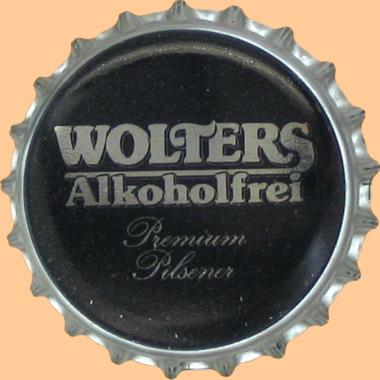 WOLTERS
Alkoholfrei
Premium
Pilsener